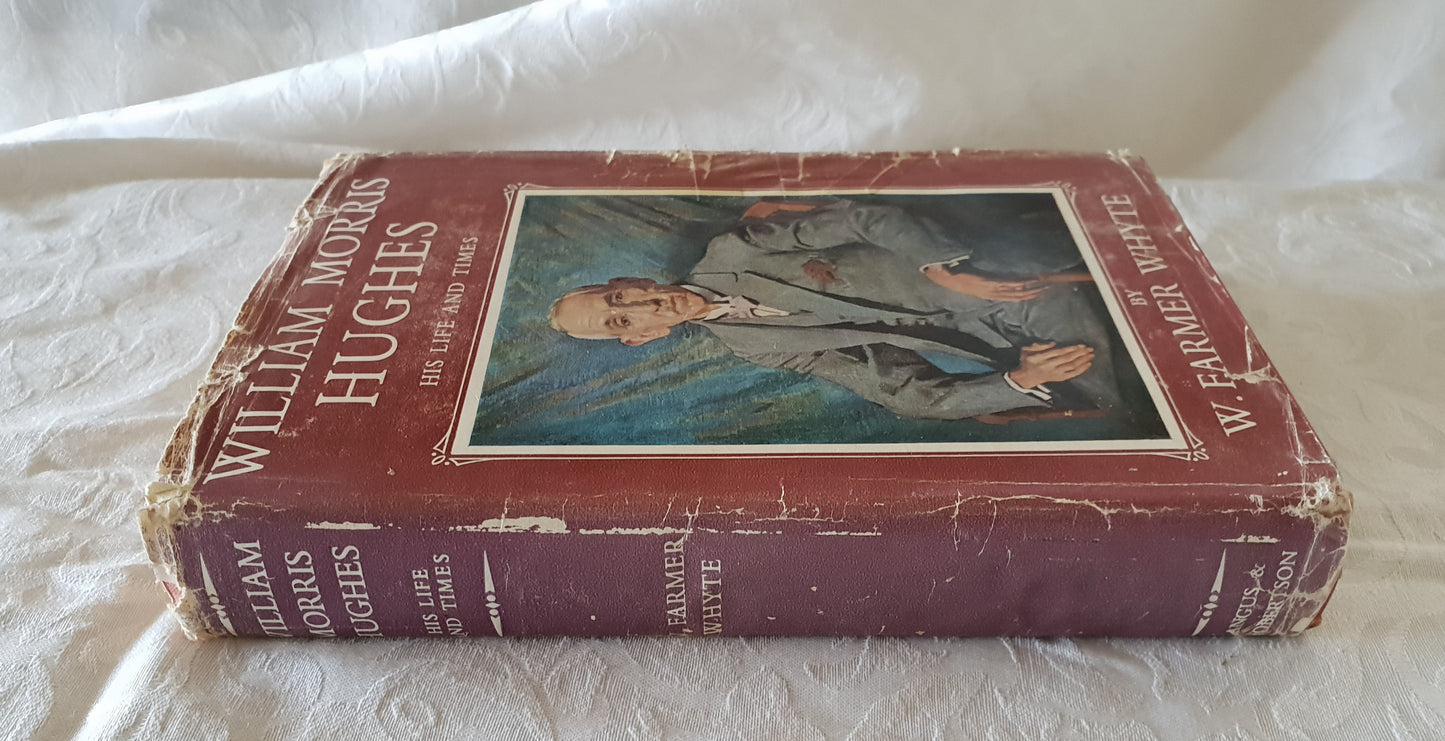 WILLIAM MORRIS
HUGHES
HIS LIFE AND TIMES
BY
W. FARMER WHYTE
WILLIAM
MORRIS
HUGHES
HIS LIFE
AND TIMES
FARMER
WHYTE
ANGUS &
ROBERTSON